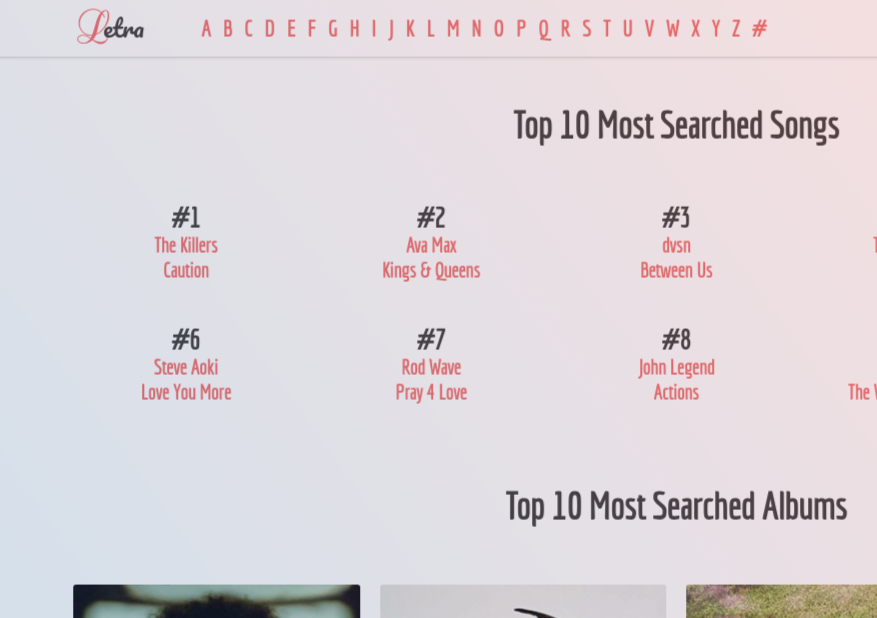 Letra A B C D E F G H I J K L M N O P Q R S T U V W X Y Z #
Top 10 Most Searched Songs
#1
The Killers
Caution
#2
Ava Max
Kings & Queens
#3
dvsn
Between Us
#6
Steve Aoki
Love You More
#7
Rod Wave
Pray 4 Love
#8
John Legend
Actions
The
Top 10 Most Searched Albums